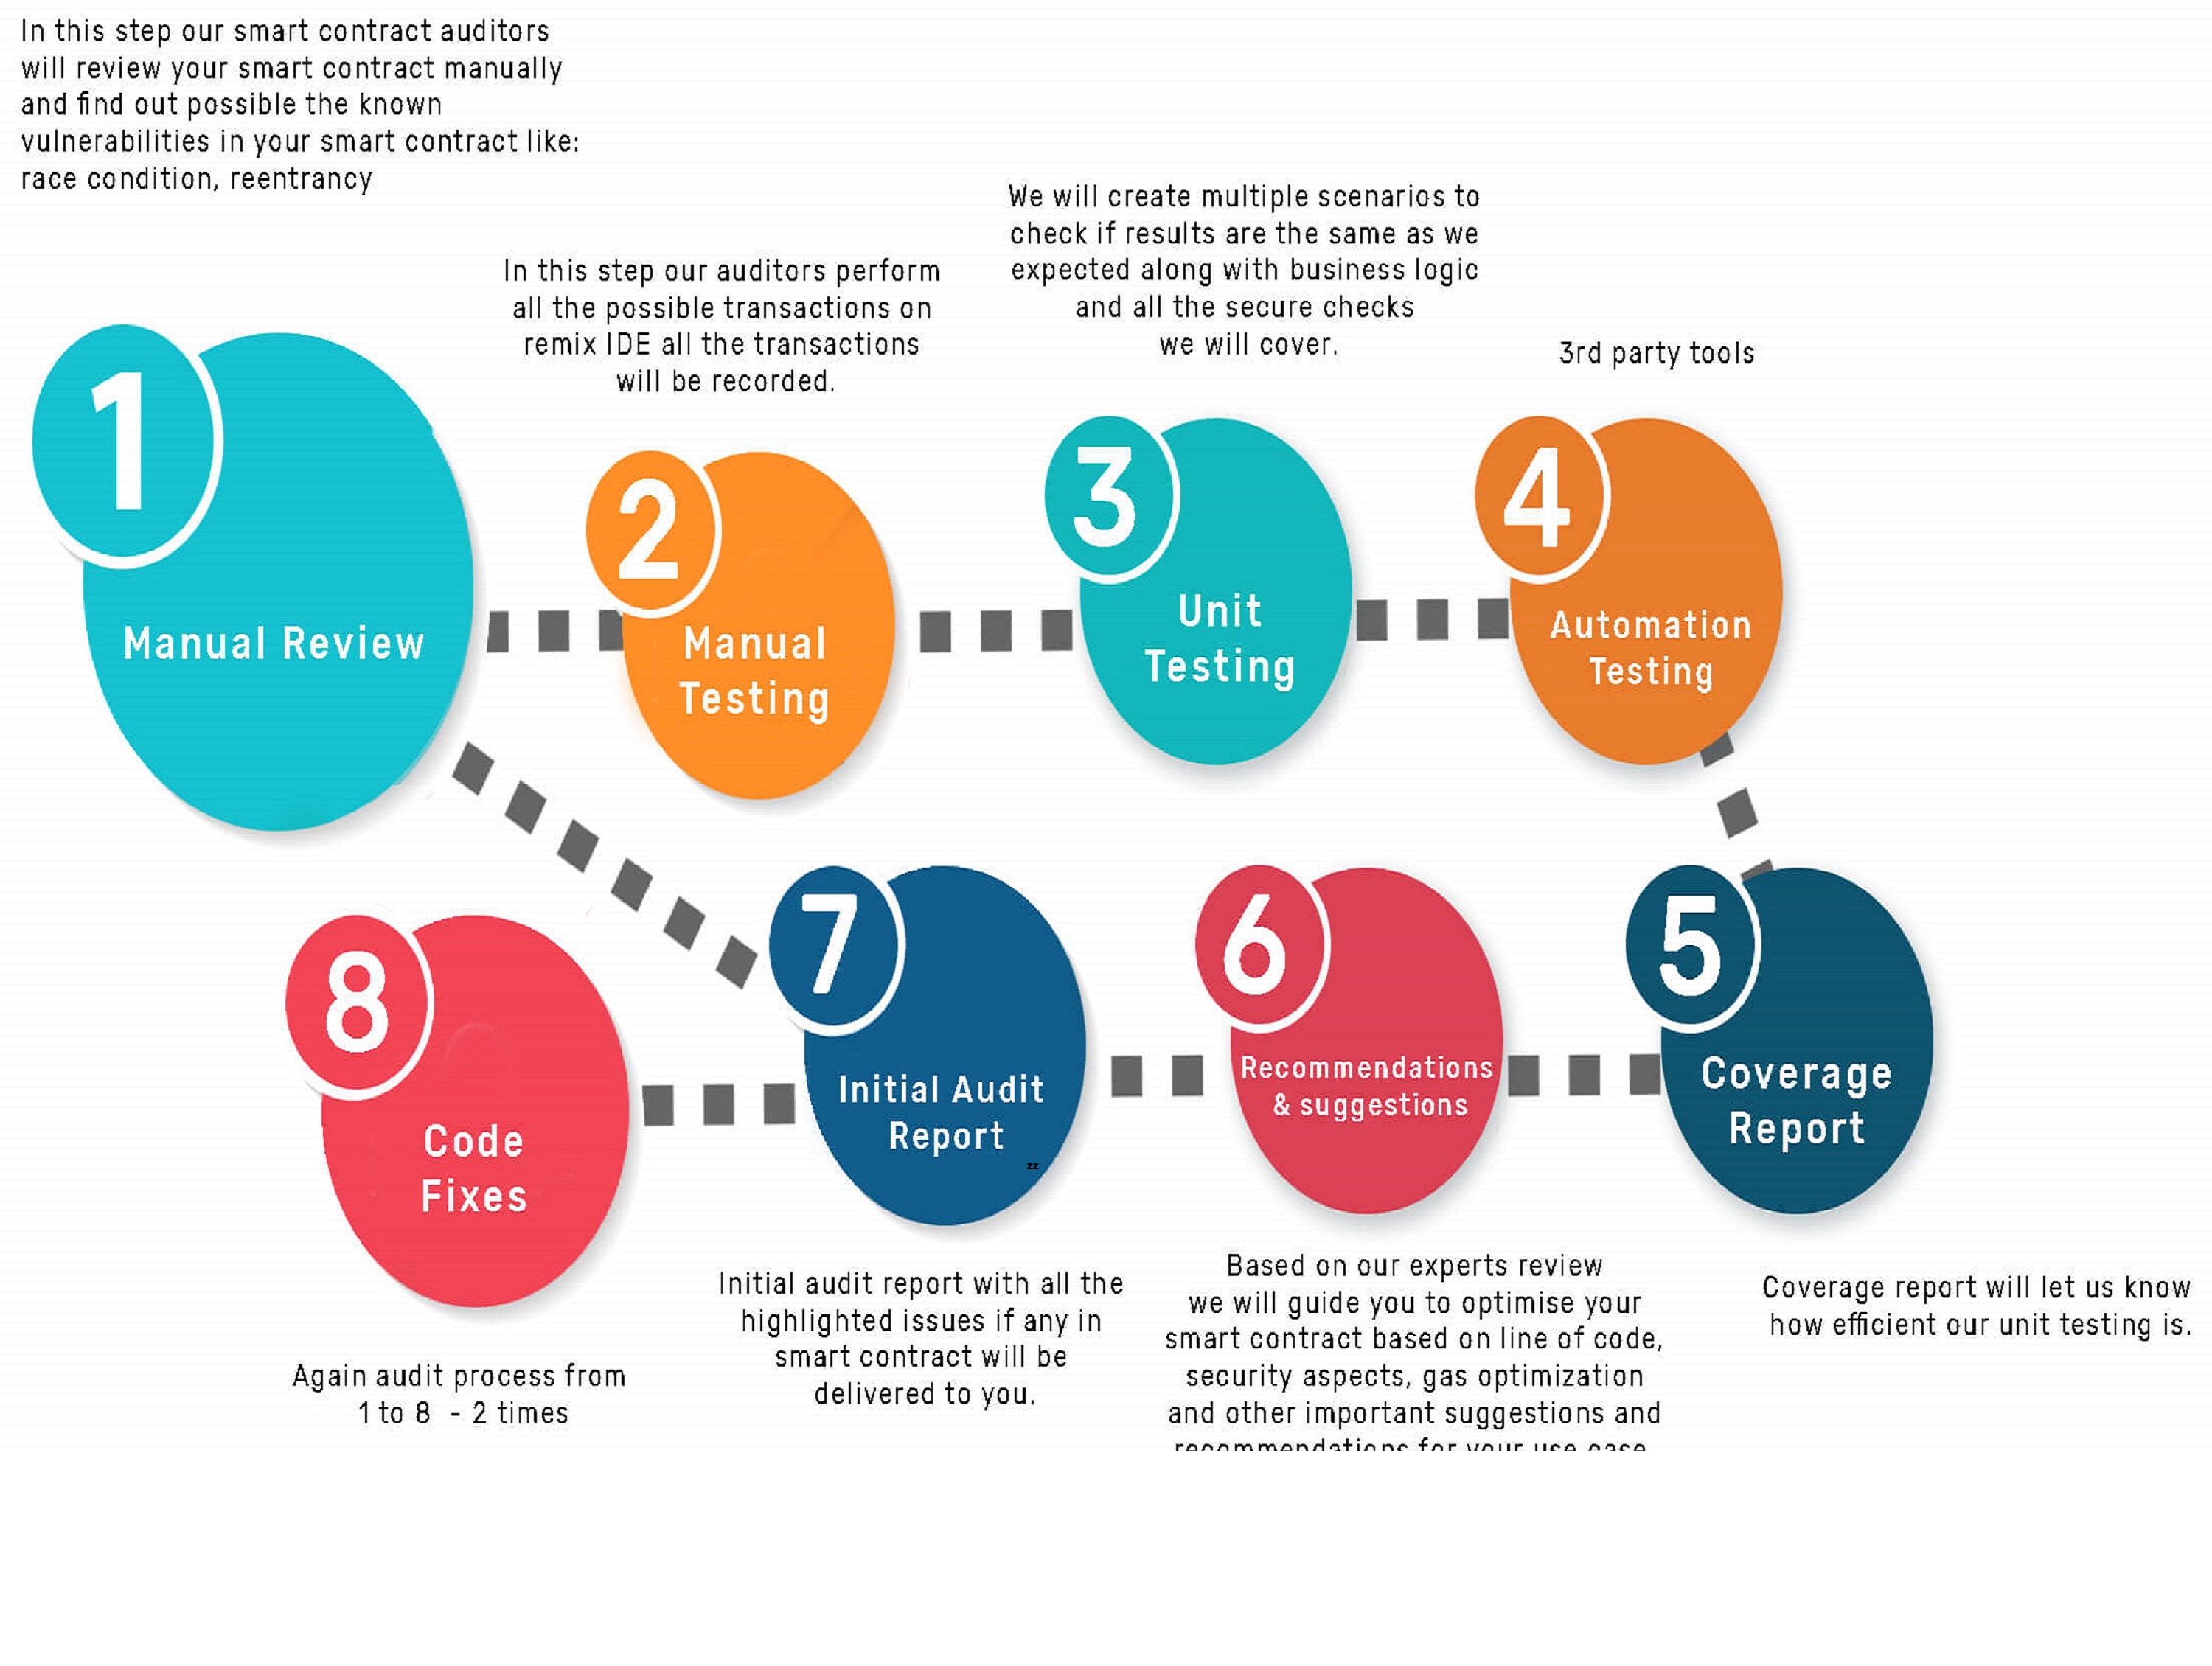 In this step our smart contract auditors
will review your smart contract manually
and find out possible the known
vulnerabilities in your smart contract like:
race condition, reentrancy
1
Manual Review
In this step our auditors perform
all the possible transactions on
remix IDE all the transactions
will be recorded.
2
Manual
Testing
We will create multiple scenarios to
check if results are the same as we
expected along with business logic
and all the secure checks
we will cover.
3
Unit
Testing
3rd party tools
4
Automation
Testing
5
Coverage
Report
Coverage report will let us know
how efficient our unit testing is.
6
Recommendations
& suggestions
Based on our experts review
we will guide you to optimise your
smart contract based on line of code,
security aspects, gas optimization
and other important suggestions and
recommendations for your use case
7
Initial Audit
Report
zz
Initial audit report with all the
highlighted issues if any in
smart contract will be
delivered to you.
8
Code
Fixes
Again audit process from
1 to 8 - 2 times